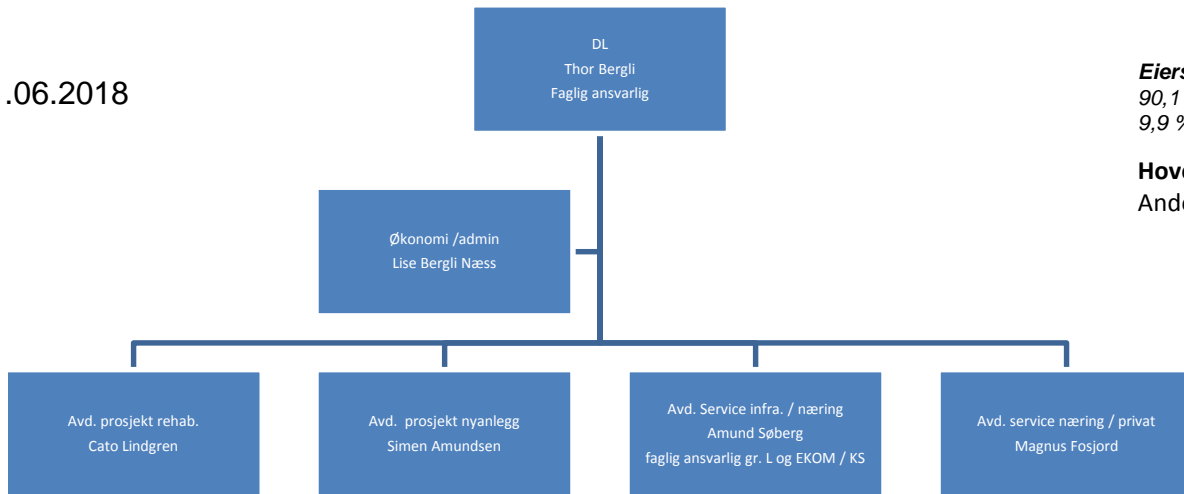 DL
Thor Bergli
Faglig ansvarlig
.06.2018
90,1
9,9 %
Økonomi /admin
Lise Bergli Næss
Avd. prosjekt rehab.
Cato Lindgren
Avd. prosjekt nyanlegg
Simen Amundsen
Avd. Service infra. / næring
Amund Søberg
faglig ansvarlig gr. L og EKOM / KS
Avd. service næring / privat
Magnus Fosjord